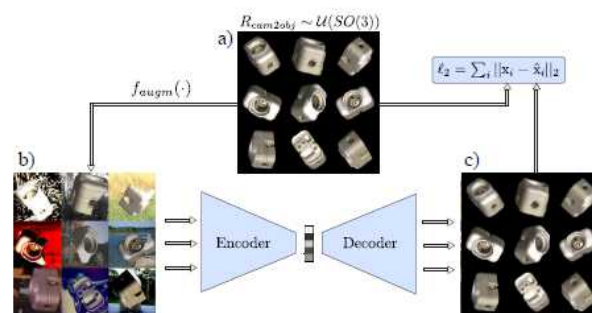 R_cam2obj ~ U(SO(3))
a)
ℓ₂ = ∑ᵢ ||xᵢ − x̂ᵢ||₂
f_augm(·)
b)
c)
Encoder
Decoder